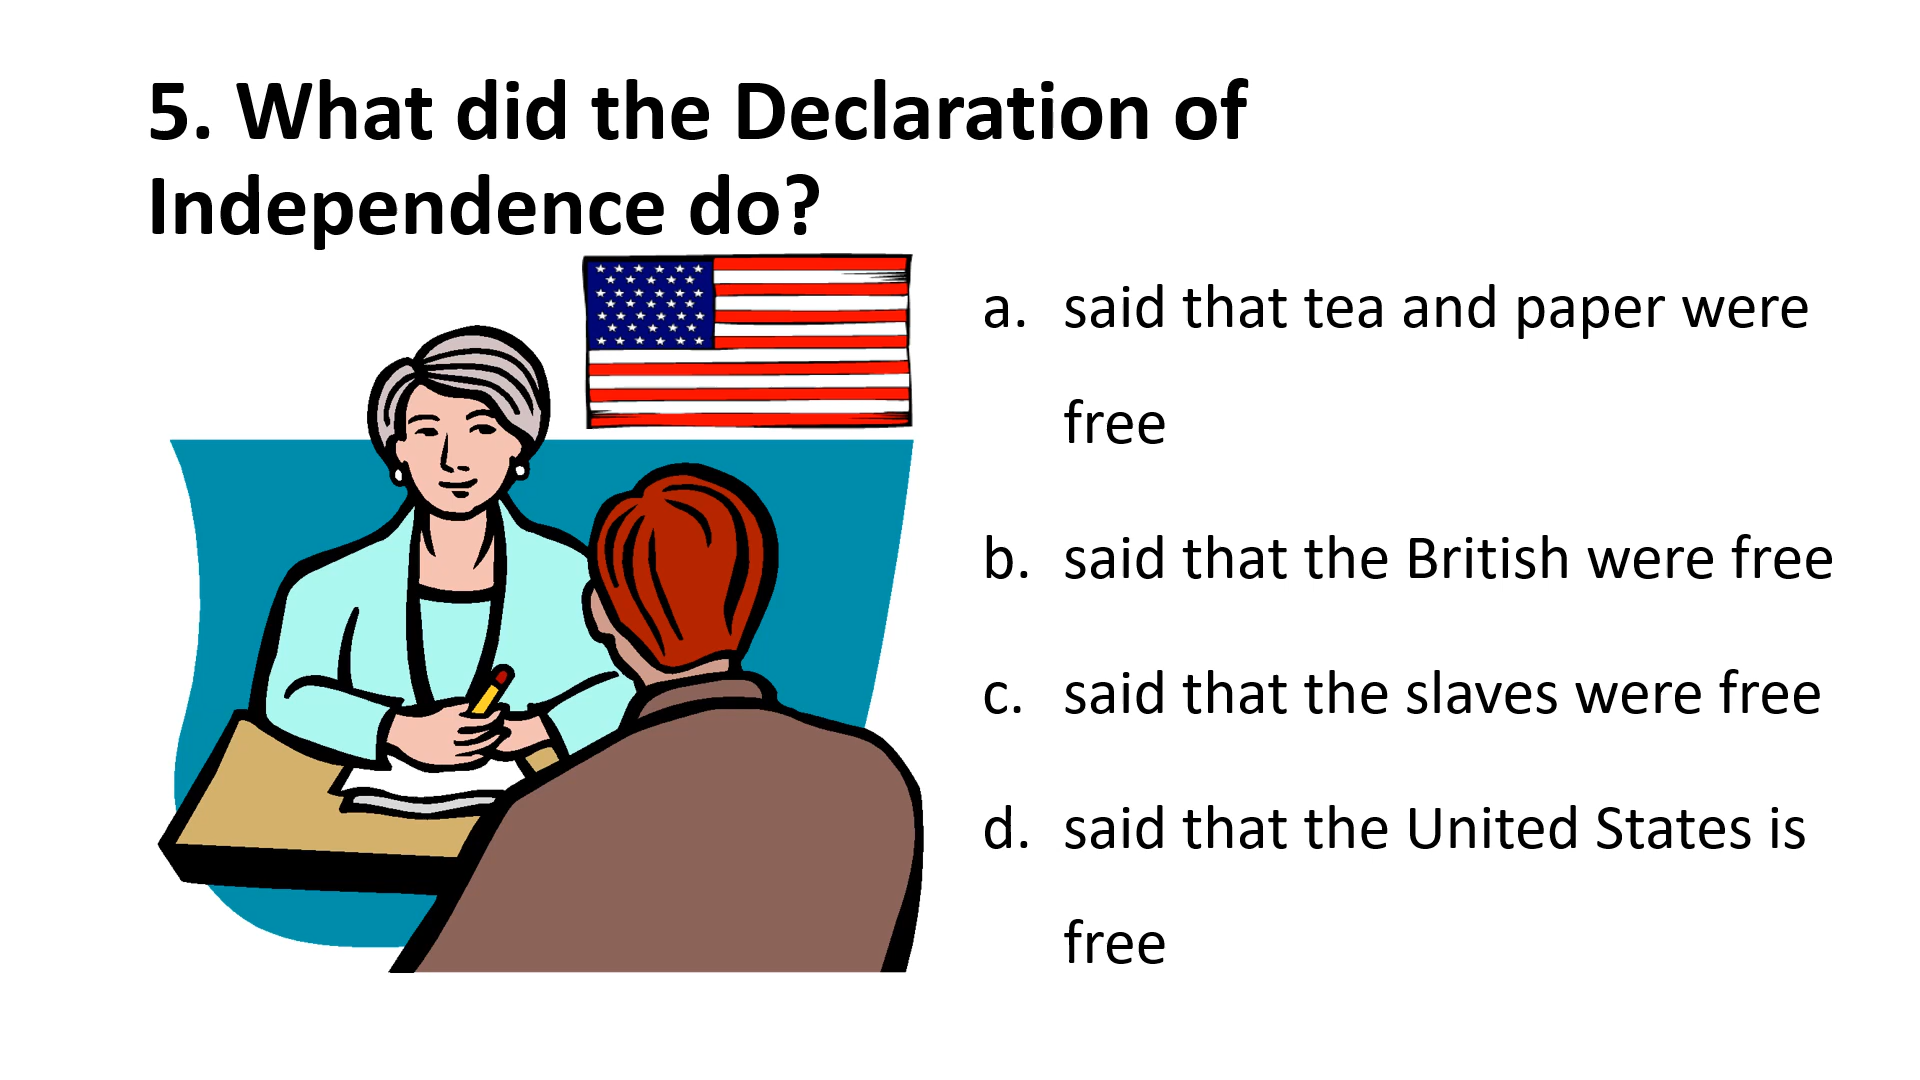 5. What did the Declaration of
Independence do?
a. said that tea and paper were
free
b. said that the British were free
c. said that the slaves were free
d. said that the United States is
free